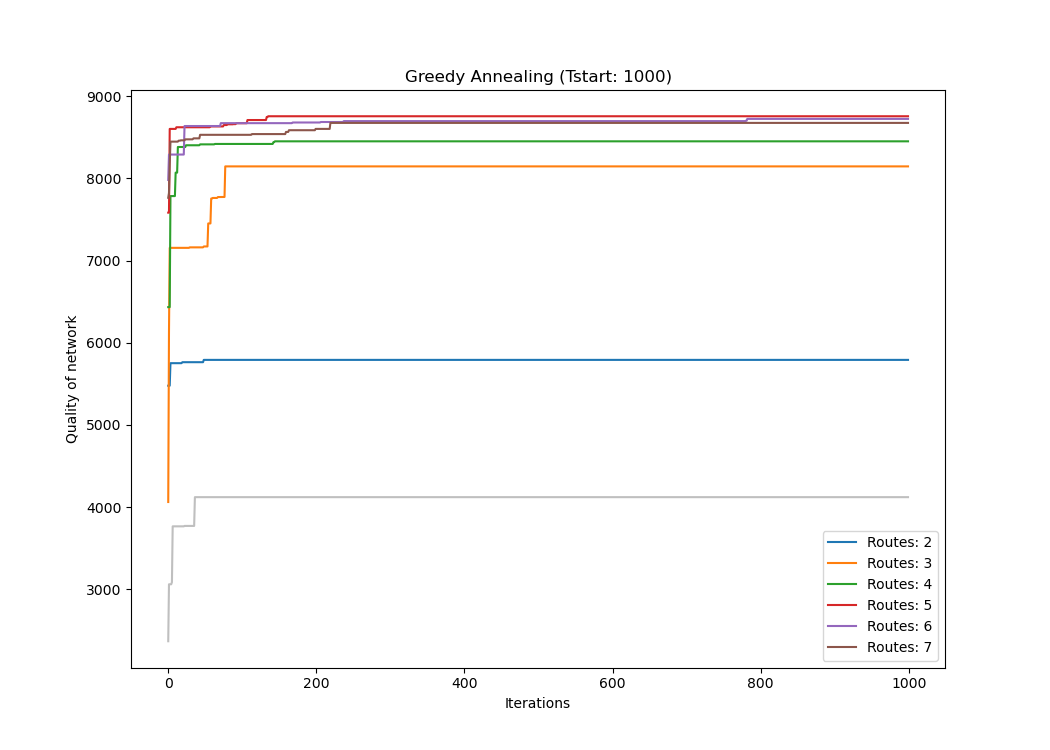 Greedy Annealing (Tstart: 1000)
9000
8000
7000
6000
5000
4000
3000
Quality of network
0
200
400
600
800
1000
Iterations
Routes: 2
Routes: 3
Routes: 4
Routes: 5
Routes: 6
Routes: 7